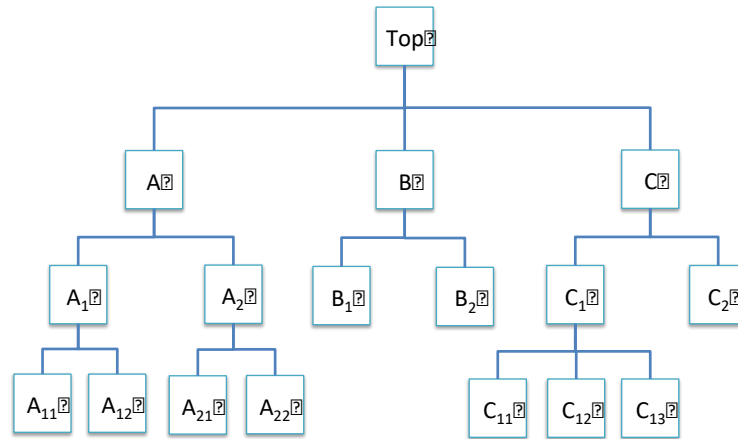 Top⍰
A⍰ B⍰ C⍰
A₁⍰ A₂⍰ B₁⍰ B₂⍰ C₁⍰ C₂⍰
A₁₁⍰ A₁₂⍰ A₂₁⍰ A₂₂⍰ C₁₁⍰ C₁₂⍰ C₁₃⍰